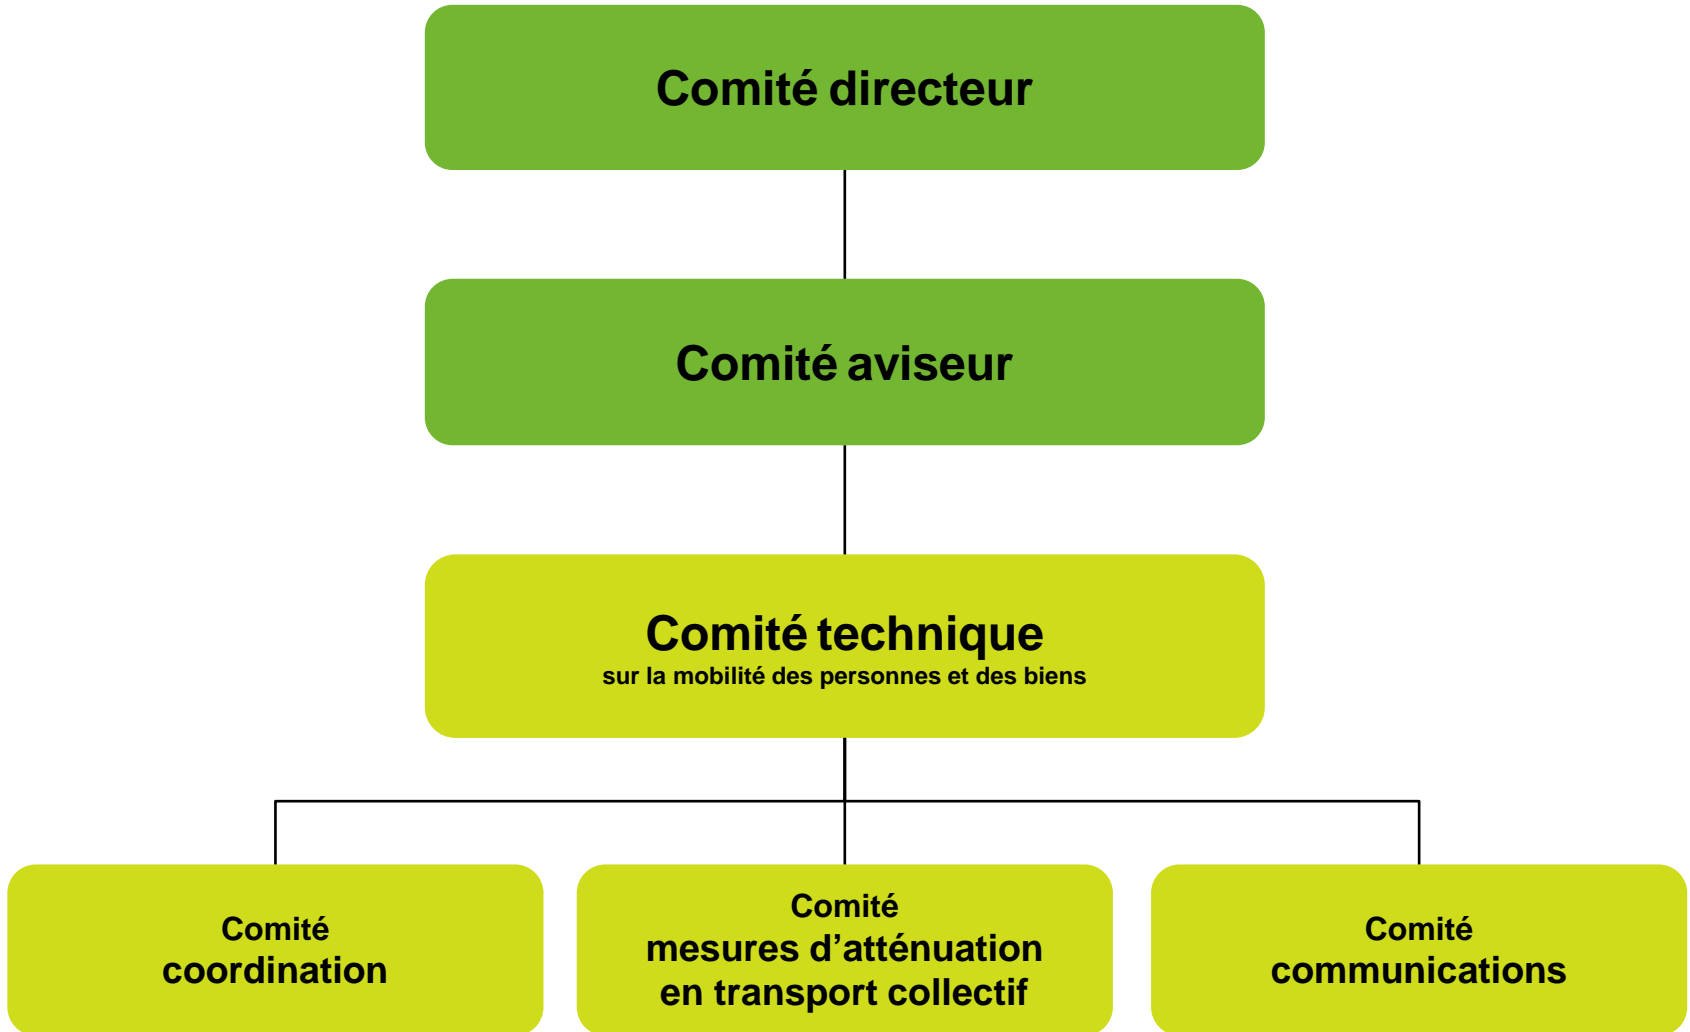 Comité directeur
Comité aviseur
Comité technique
sur la mobilité des personnes et des biens
Comité
coordination
Comité
mesures d’atténuation
en transport collectif
Comité
communications